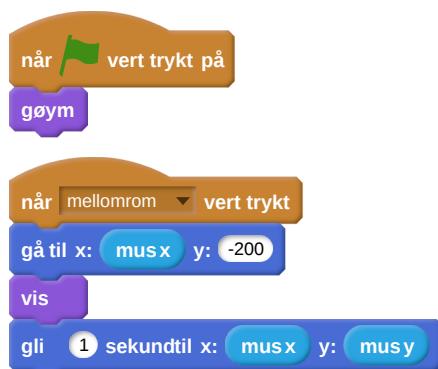 når vert trykt på
gøym
når mellomrom vert trykt
gå til x: mus x y: -200
vis
gli 1 sekundtil x: mus x y: mus y